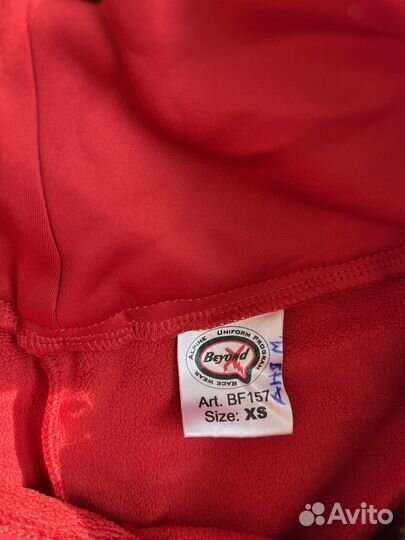 ALPINE UNIFORM PROGRAM
BEYOND X
RACE WEAR
Art. BF157
Size: XS
Avito